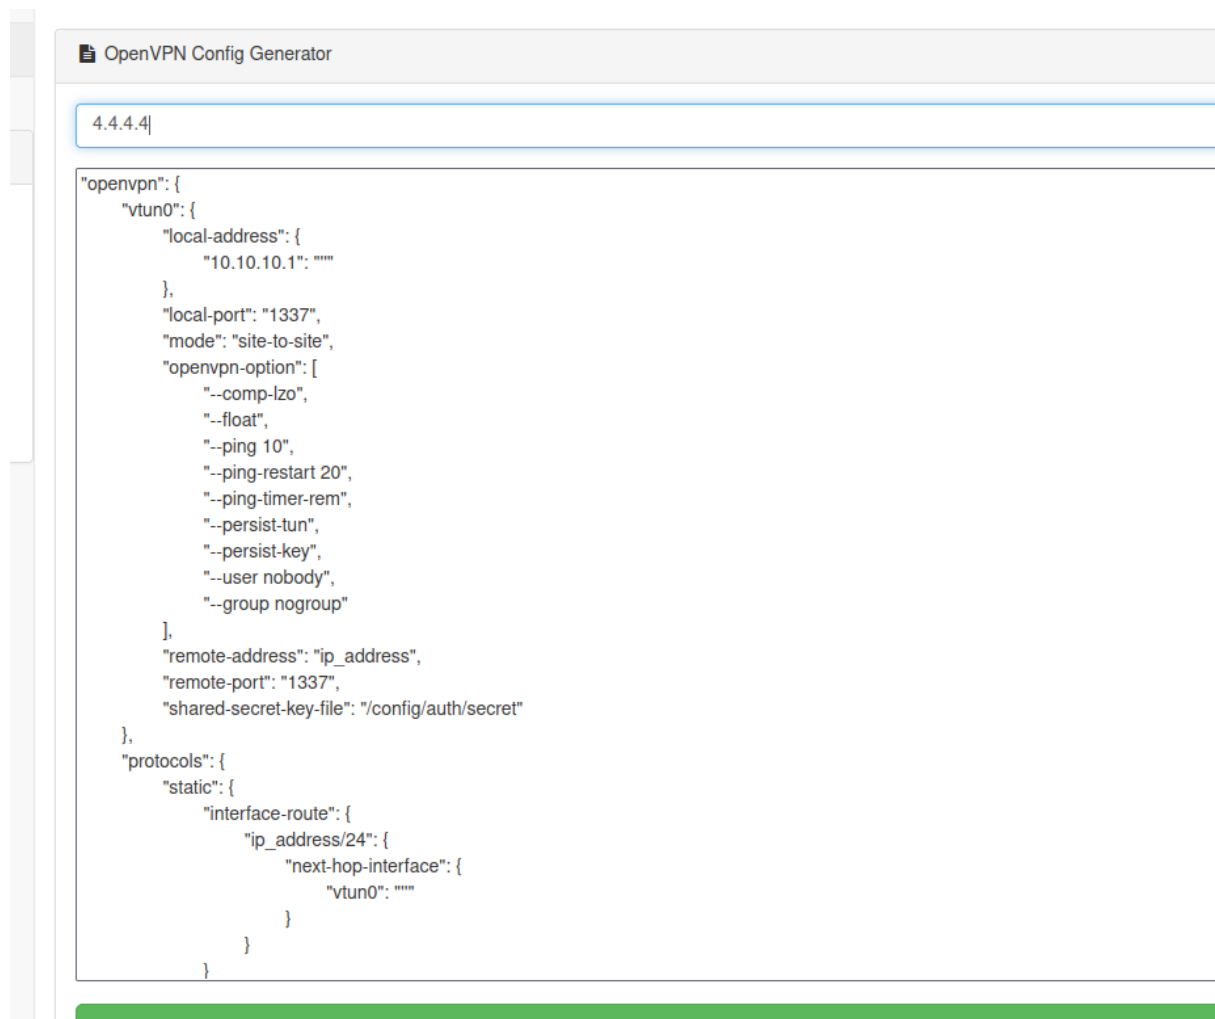 OpenVPN Config Generator
4.4.4.4
"openvpn": {
"vtun0": {
"local-address": {
"10.10.10.1": """"
},
"local-port": "1337",
"mode": "site-to-site",
"openvpn-option": [
"--comp-lzo",
"--float",
"--ping 10",
"--ping-restart 20",
"--ping-timer-rem",
"--persist-tun",
"--persist-key",
"--user nobody",
"--group nogroup"
],
"remote-address": "ip_address",
"remote-port": "1337",
"shared-secret-key-file": "/config/auth/secret"
},
"protocols": {
"static": {
"interface-route": {
"ip_address/24": {
"next-hop-interface": {
"vtun0": """"
}
}
}